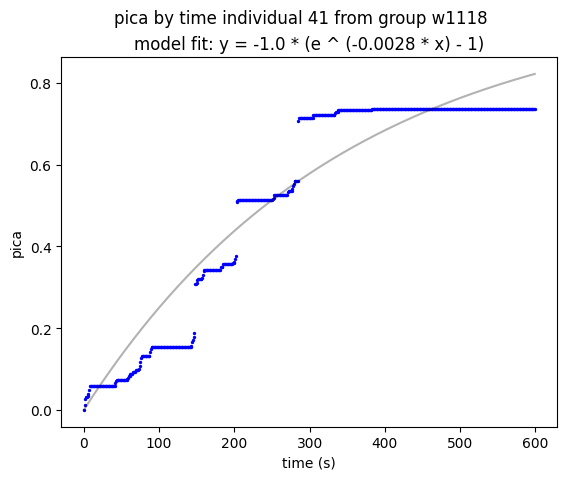 pica by time individual 41 from group w1118
model fit: y = -1.0 * (e ^ (-0.0028 * x) - 1)
0.8
0.6
0.4
0.2
0.0
pica
0 100 200 300 400 500 600
time (s)